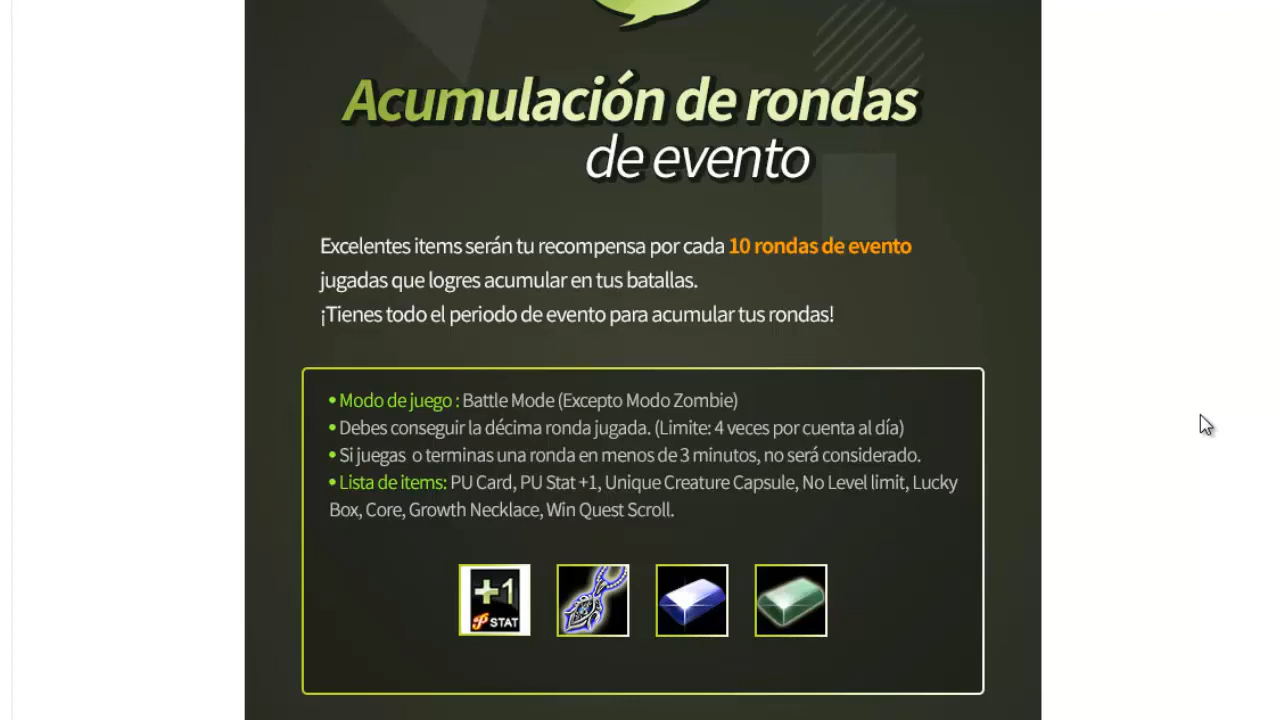 Acumulación de rondas
de evento
Excelentes items serán tu recompensa por cada 10 rondas de evento
jugadas que logres acumular en tus batallas.
¡Tienes todo el periodo de evento para acumular tus rondas!
• Modo de juego : Battle Mode (Excepto Modo Zombie)
• Debes conseguir la décima ronda jugada. (Limite: 4 veces por cuenta al día)
• Si juegas o terminas una ronda en menos de 3 minutos, no será considerado.
• Lista de items: PU Card, PU Stat +1, Unique Creature Capsule, No Level limit, Lucky
Box, Core, Growth Necklace, Win Quest Scroll.
+1
P STAT